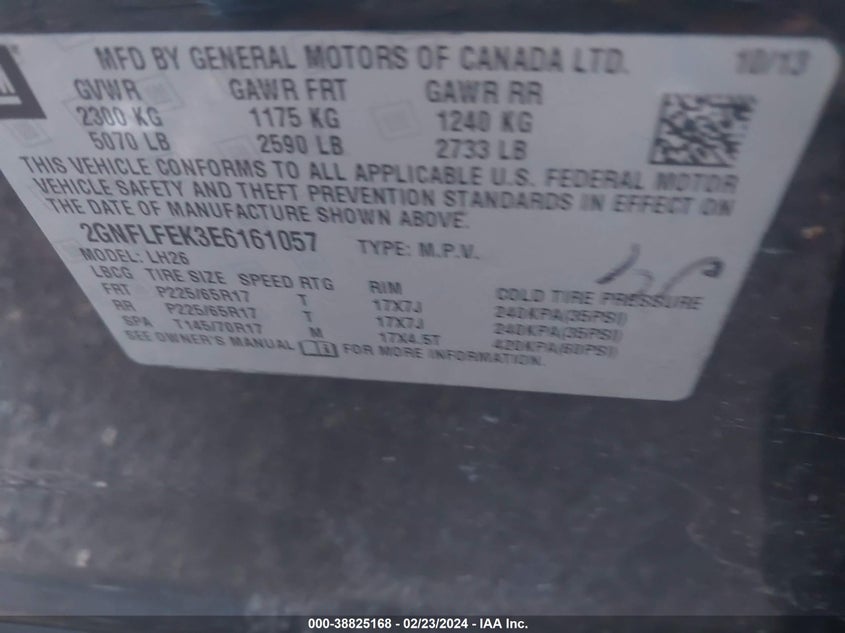 MFD BY GENERAL MOTORS OF CANADA LTD. 10/13
GVWR GAWR FRT GAWR RR
2300 KG 1175 KG 1240 KG
5070 LB 2590 LB 2733 LB
THIS VEHICLE CONFORMS TO ALL APPLICABLE U.S. FEDERAL MOTOR
VEHICLE SAFETY AND THEFT PREVENTION STANDARDS IN EFFECT ON
THE DATE OF MANUFACTURE SHOWN ABOVE.
2GNFLFEK3E6161057 TYPE: M.P.V.
MODEL: LH26
LBCG TIRE SIZE SPEED RTG RIM COLD TIRE PRESSURE
FRT P225/65R17 T 17X7J 240KPA(35PSI)
RR P225/65R17 T 17X7J 240KPA(35PSI)
SPA T145/70R17 M 17X4.5T 420KPA(60PSI)
SEE OWNER'S MANUAL FOR MORE INFORMATION.
000-38825168 - 02/23/2024 - IAA Inc.